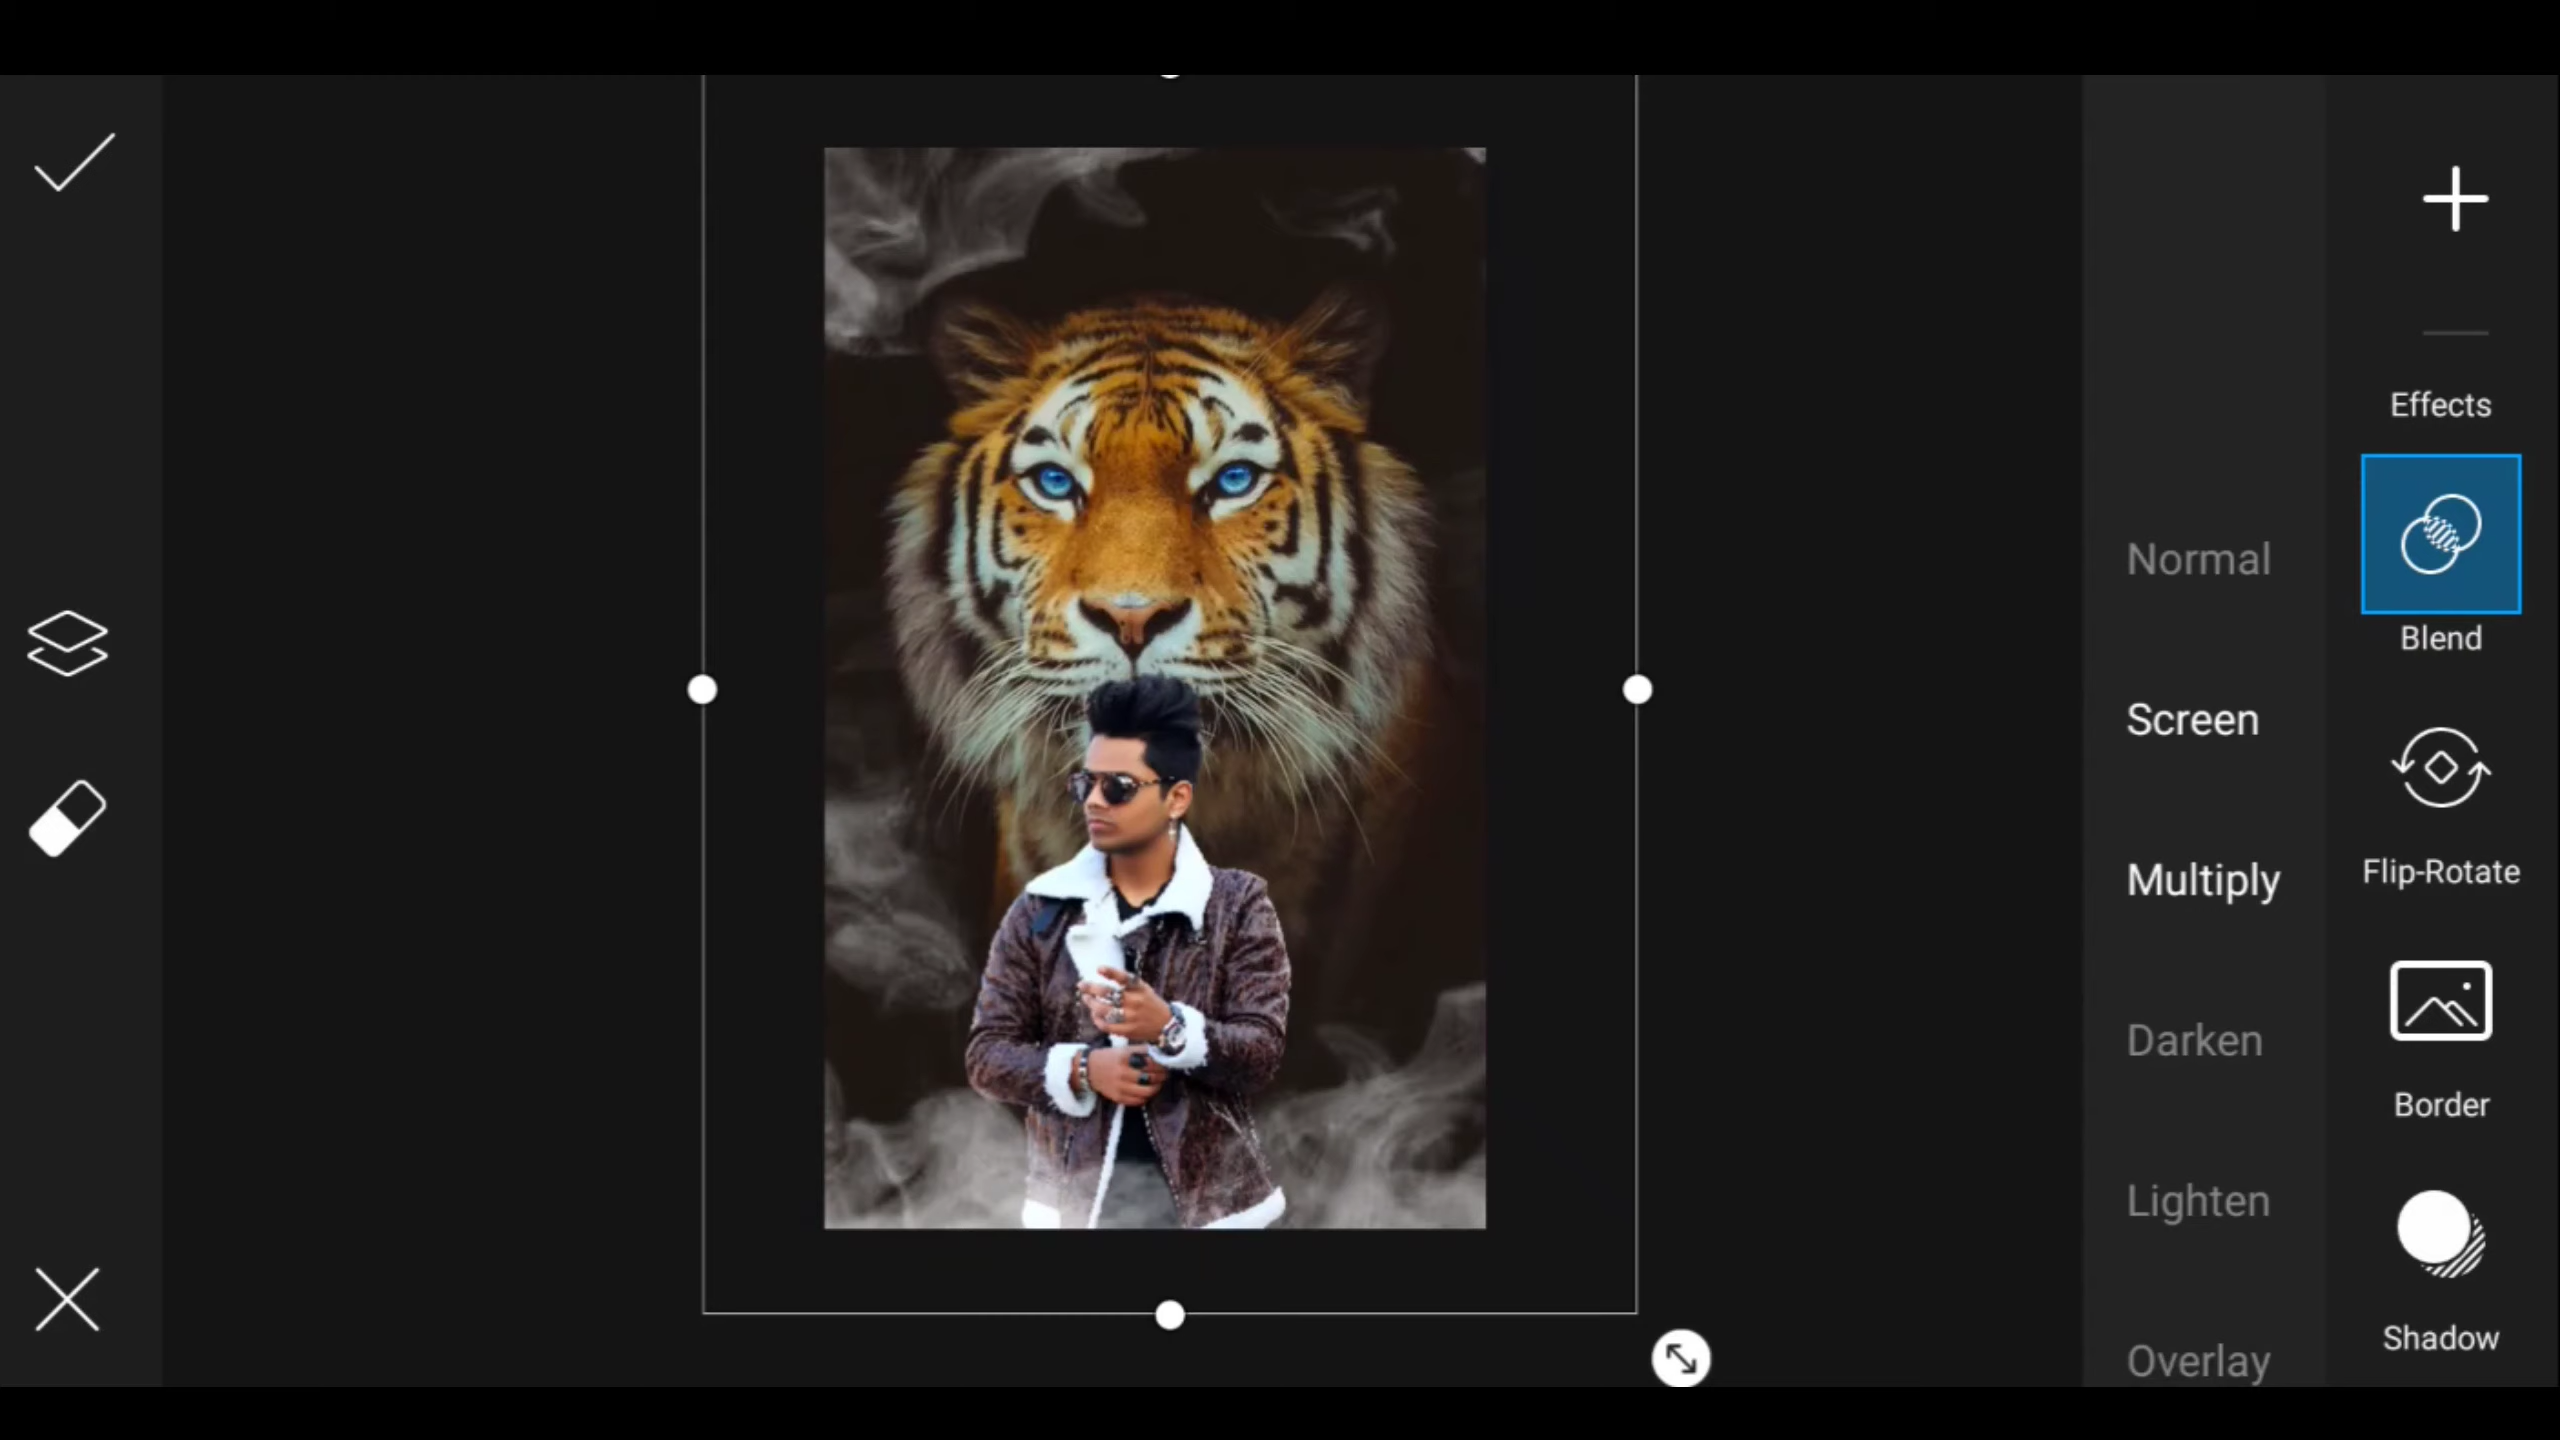 Effects
Normal
Blend
Screen
Flip-Rotate
Multiply
Darken
Border
Lighten
Shadow
Overlay